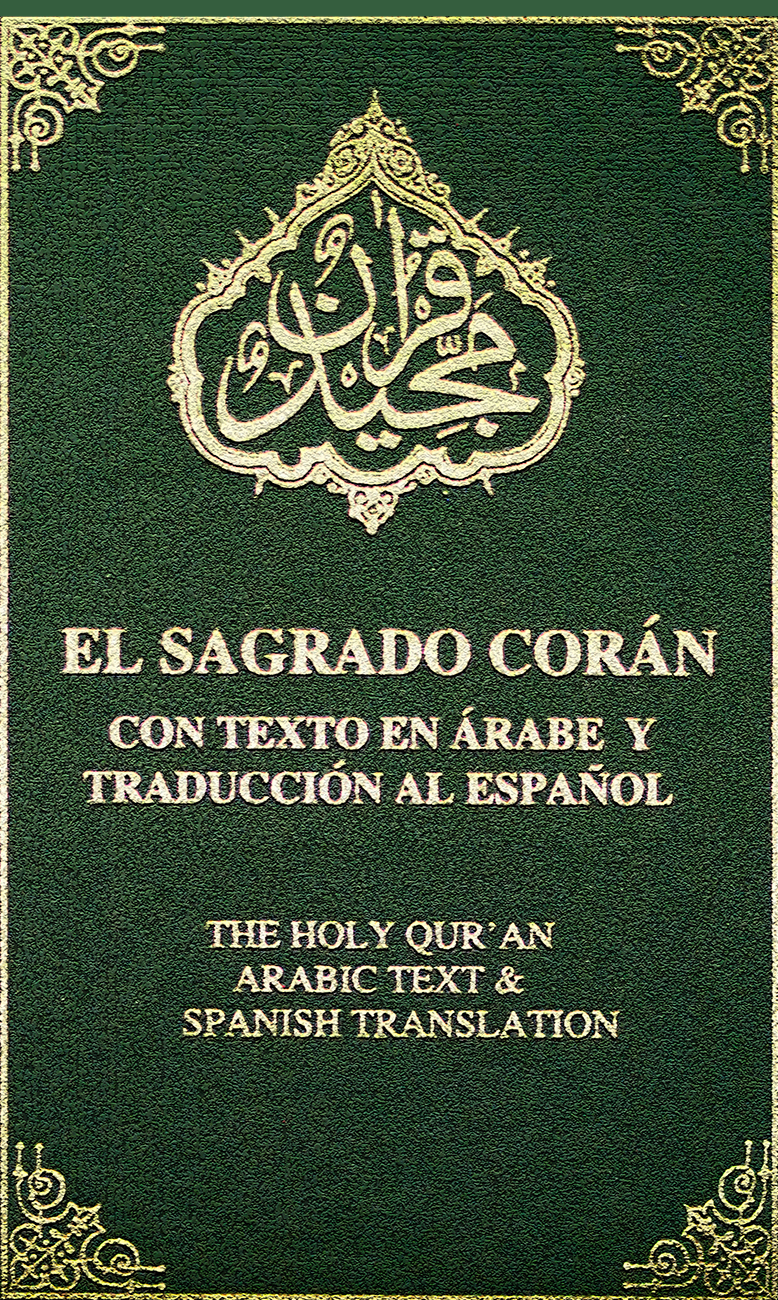 قرآن مجيد
EL SAGRADO CORÁN
CON TEXTO EN ÁRABE Y
TRADUCCIÓN AL ESPAÑOL
THE HOLY QUR'AN
ARABIC TEXT &
SPANISH TRANSLATION